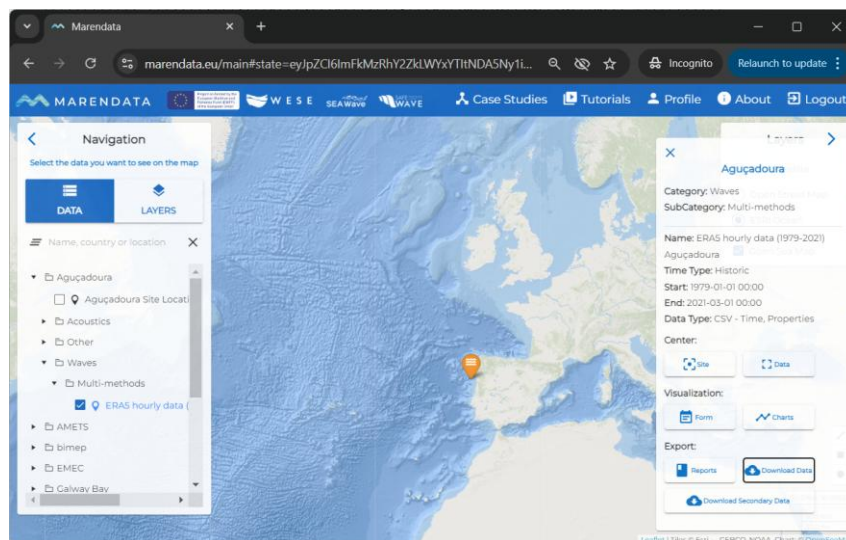 Marendata
marendata.eu/main#state=eyJpZCI6ImFkMzRhY2ZkLWYxYTItNDA5Ny1i...
Incognito
Relaunch to update
MARENDATA
WESE
SEAWave
SAFE
WAVE
Case Studies
Tutorials
Profile
About
Logout
Navigation
Select the data you want to see on the map
DATA
LAYERS
Name, country or location
Aguçadoura
Aguçadoura Site Locati
Acoustics
Other
Waves
Multi-methods
ERA5 hourly data (
AMETS
bimep
EMEC
Galway Bay
Layers
Aguçadoura
Category: Waves
SubCategory: Multi-methods
Name: ERA5 hourly data (1979-2021)
Aguçadoura
Time Type: Historic
Start: 1979-01-01 00:00
End: 2021-03-01 00:00
Data Type: CSV - Time, Properties
Center:
Site
Data
Visualization:
Form
Charts
Export:
Reports
Download Data
Download Secondary Data